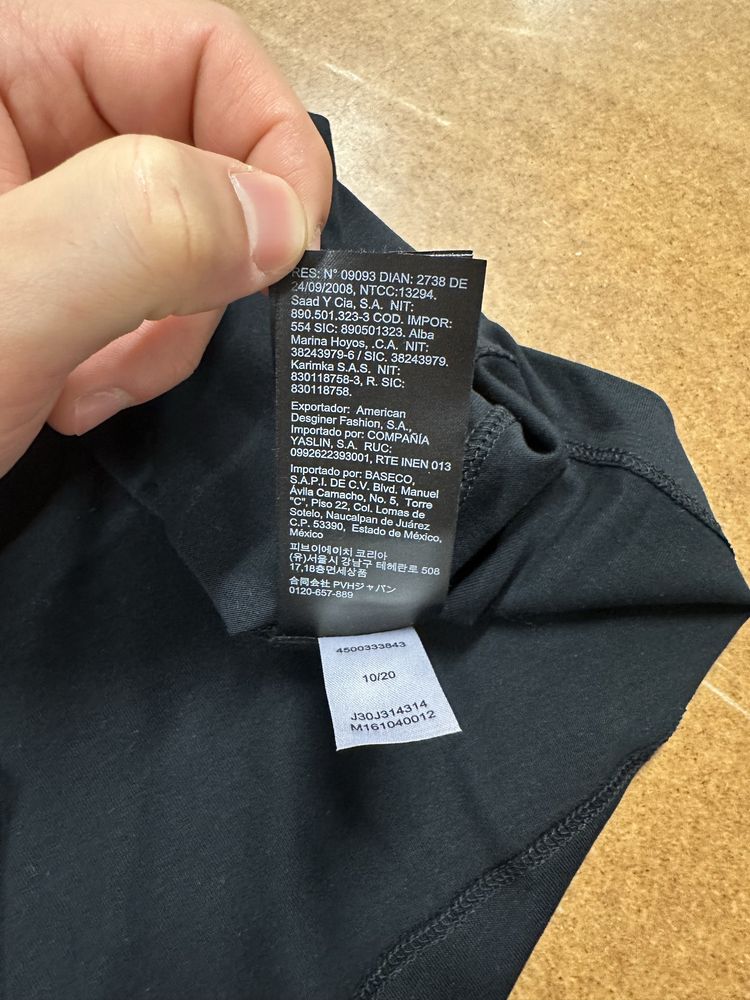 RES: N° 09093 DIAN: 2738 DE
24/09/2008, NTCC:13294.
Saad Y Cia, S.A. NIT:
890.501.323-3 COD. IMPOR:
554 SIC: 890501323. Alba
Marina Hoyos, .C.A. NIT:
38243979-6 / SIC. 38243979.
Karimka S.A.S. NIT:
830118758-3, R. SIC:
830118758.
Exportador: American
Desginer Fashion, S.A.,
Importado por: COMPAÑÍA
YASLIN, S.A. RUC:
0992622393001, RTE INEN 013
Importado por: BASECO,
S.A.P.I. DE C.V. Blvd. Manuel
Ávila Camacho, No. 5, Torre
"C", Piso 22, Col. Lomas de
Sotelo, Naucalpan de Juárez
C.P. 53390, Estado de México,
México
피브이에이치 코리아
(유)서울시 강남구 테헤란로 508
17,18층면세상품
合同会社 PVHジャパン
0120-657-889
4500333843
10/20
J30J314314
M161040012